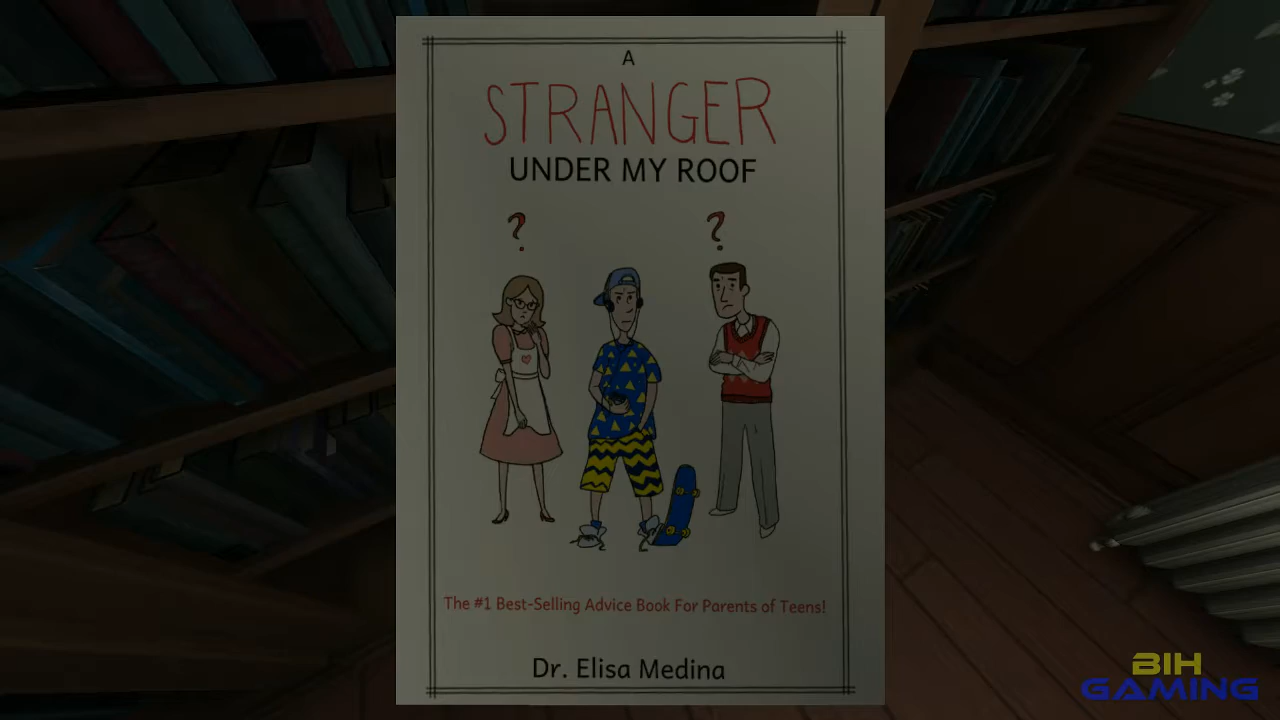 A
STRANGER
UNDER MY ROOF
?
?
The #1 Best-Selling Advice Book For Parents of Teens!
Dr. Elisa Medina
BIH
GAMING